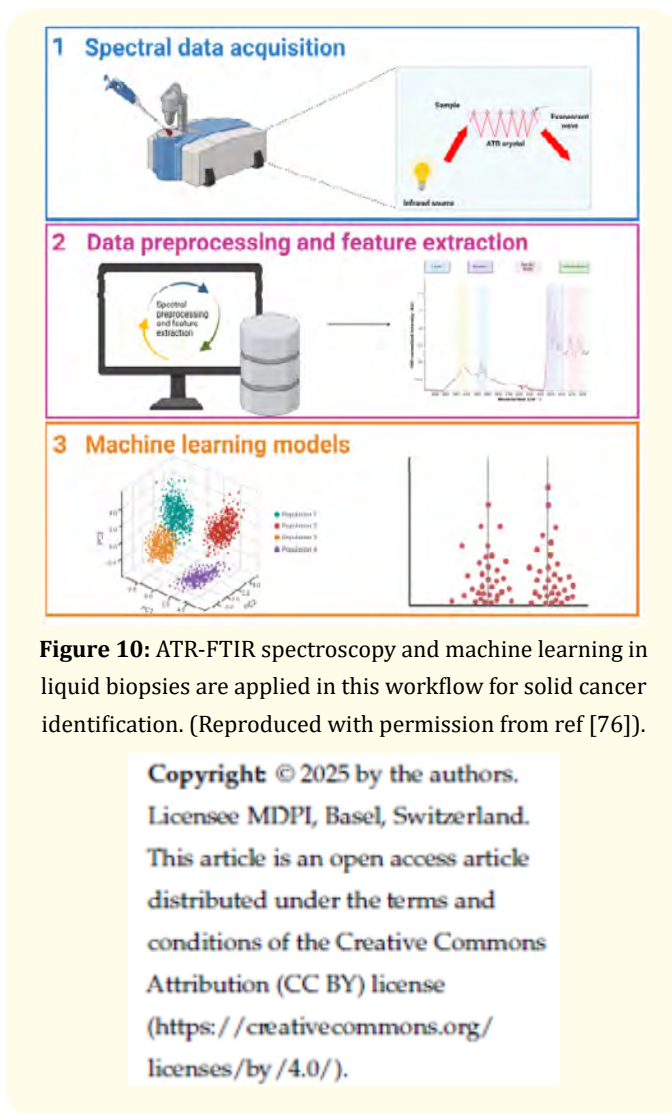 1 Spectral data acquisition
Sample
Evanescent
wave
ATR crystal
Infrared source
2 Data preprocessing and feature extraction
Spectral
preprocessing
and feature
extraction
3 Machine learning models
Population 1
Population 2
Population 3
Population 4
PC1
Figure 10: ATR-FTIR spectroscopy and machine learning in
liquid biopsies are applied in this workflow for solid cancer
identification. (Reproduced with permission from ref [76]).
Copyright: © 2025 by the authors.
Licensee MDPI, Basel, Switzerland.
This article is an open access article
distributed under the terms and
conditions of the Creative Commons
Attribution (CC BY) license
(https://creativecommons.org/
licenses/by/4.0/).